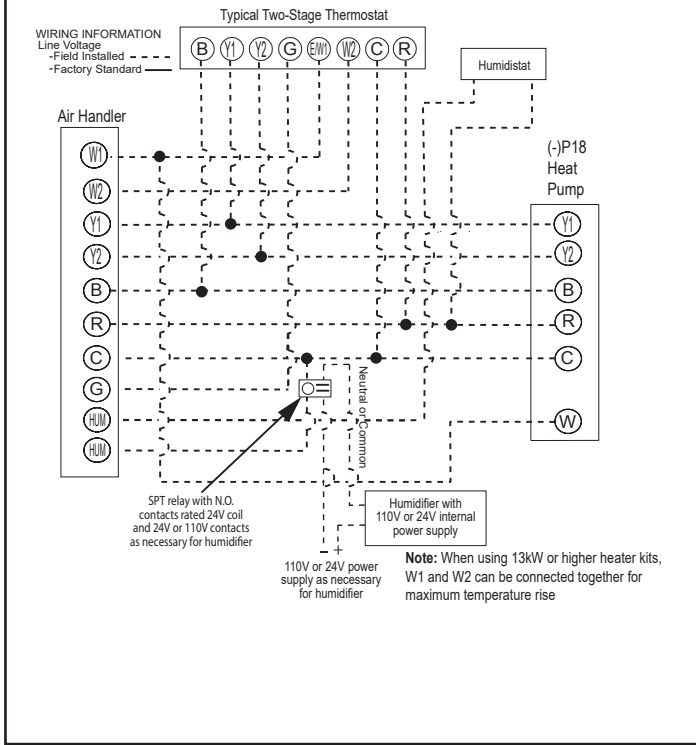 Typical Two-Stage Thermostat
WIRING INFORMATION
Line Voltage
-Field Installed
-Factory Standard
B Y1 Y2 G E/W1 W2 C R
Humidistat
Air Handler
W1
W2
Y1
Y2
B
R
C
G
HUM
HUM
(-)P18
Heat
Pump
Y1
Y2
B
R
C
W
Neutral or Common
SPT relay with N.O.
contacts rated 24V coil
and 24V or 110V contacts
as necessary for humidifier
– +
110V or 24V power
supply as necessary
for humidifier
Humidifier with
110V or 24V internal
power supply
Note: When using 13kW or higher heater kits,
W1 and W2 can be connected together for
maximum temperature rise